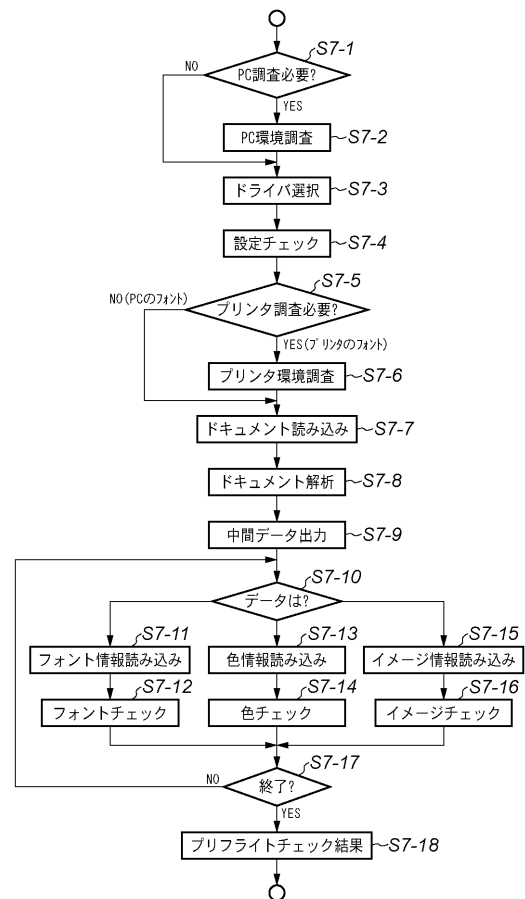 S7-1
PC調査必要?
NO
YES
PC環境調査
S7-2
ドライバ選択
S7-3
設定チェック
S7-4
S7-5
NO(PCのフォント)
プリンタ調査必要?
YES(プリンタのフォント)
プリンタ環境調査
S7-6
ドキュメント読み込み
S7-7
ドキュメント解析
S7-8
中間データ出力
S7-9
S7-10
データは?
S7-11
S7-13
S7-15
フォント情報読み込み
色情報読み込み
イメージ情報読み込み
S7-12
S7-14
S7-16
フォントチェック
色チェック
イメージチェック
S7-17
NO
終了?
YES
プリフライトチェック結果
S7-18